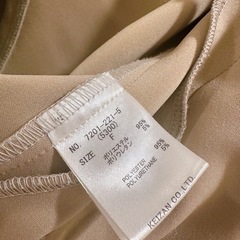 NO. 7201-221-5
(5300)
SIZE F
ポリエステル 95%
ポリウレタン 5%
POLYESTER 95%
POLYURETHANE 5%
KEIZAN CO.LTD.